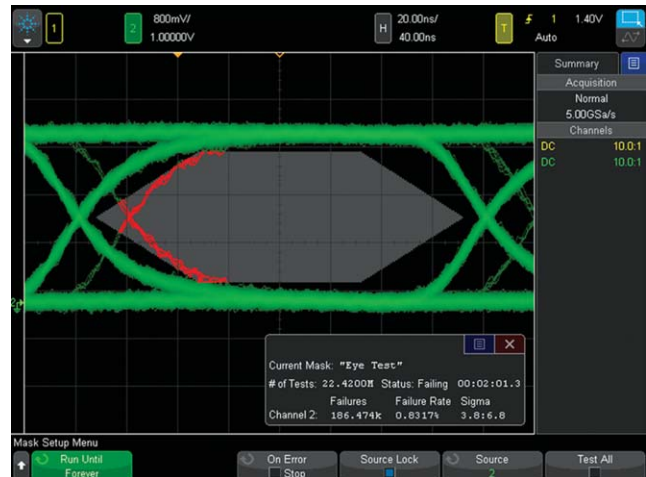 1
2
800mV/
1.00000V
H
20.00ns/
40.00ns
T
1
1.40V
Auto
Summary
Acquisition
Normal
5.00GSa/s
Channels
DC 10.0:1
DC 10.0:1
2
Current Mask: "Eye Test"
# of Tests: 22.4200M Status: Failing 00:02:01.3
Failures Failure Rate Sigma
Channel 2: 186.474k 0.8317% 3.8:6.8
Mask Setup Menu
Run Until
Forever
On Error
Stop
Source Lock
Source
2
Test All